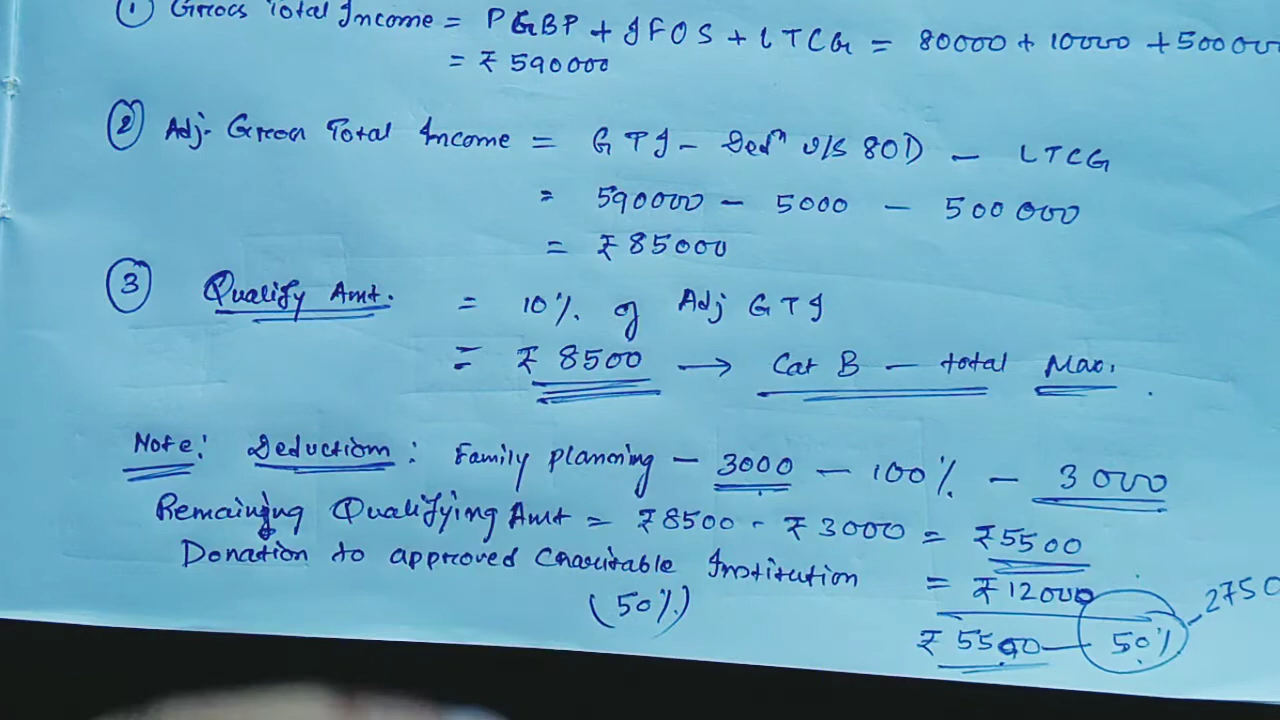 ① Gross Total Income = PGBP + IFOS + LTCG = 80000 + 10000 + 500000
= ₹ 590000
② Adj. Gross Total Income = GTI - Dedⁿ U/S 80D - LTCG
= 590000 - 5000 - 500000
= ₹ 85000
③ Qualify Amt. = 10% of Adj GTI
= ₹ 8500 → Cat B - total Max.
Note: Deduction: Family planning - 3000 - 100% - 3000
Remaining Qualifying Amt = ₹8500 - ₹3000 = ₹5500
Donation to approved Charitable Institution = ₹12000
(50%)
₹ 5500 - 50% - 2750